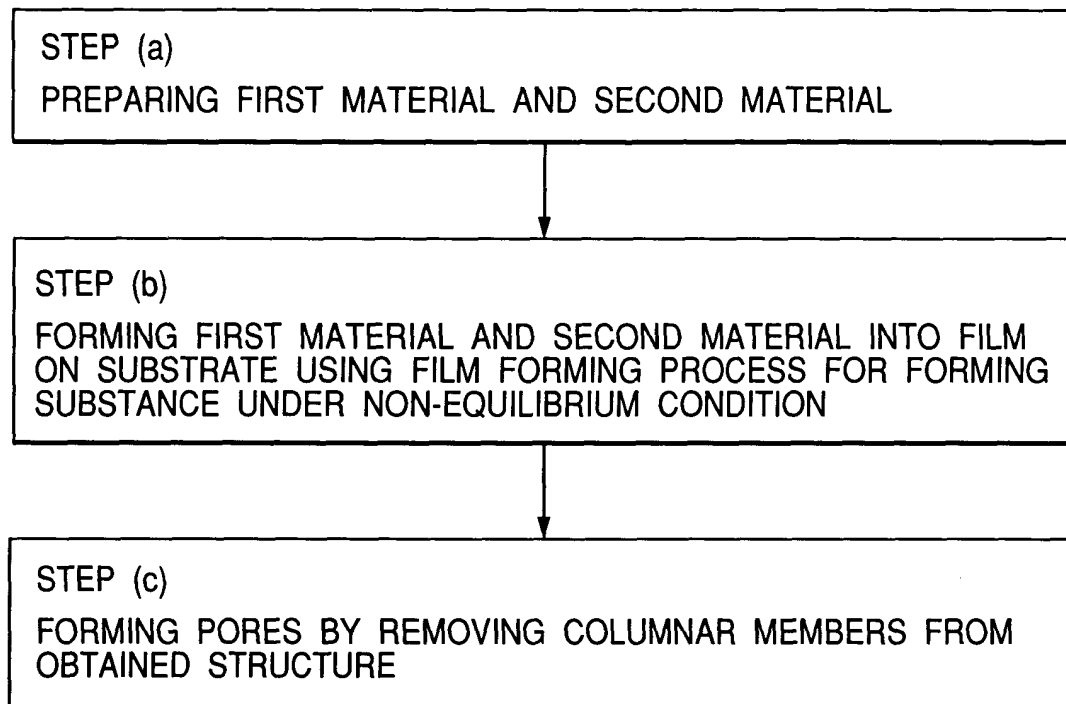 STEP (a)
PREPARING FIRST MATERIAL AND SECOND MATERIAL
STEP (b)
FORMING FIRST MATERIAL AND SECOND MATERIAL INTO FILM
ON SUBSTRATE USING FILM FORMING PROCESS FOR FORMING
SUBSTANCE UNDER NON-EQUILIBRIUM CONDITION
STEP (c)
FORMING PORES BY REMOVING COLUMNAR MEMBERS FROM
OBTAINED STRUCTURE